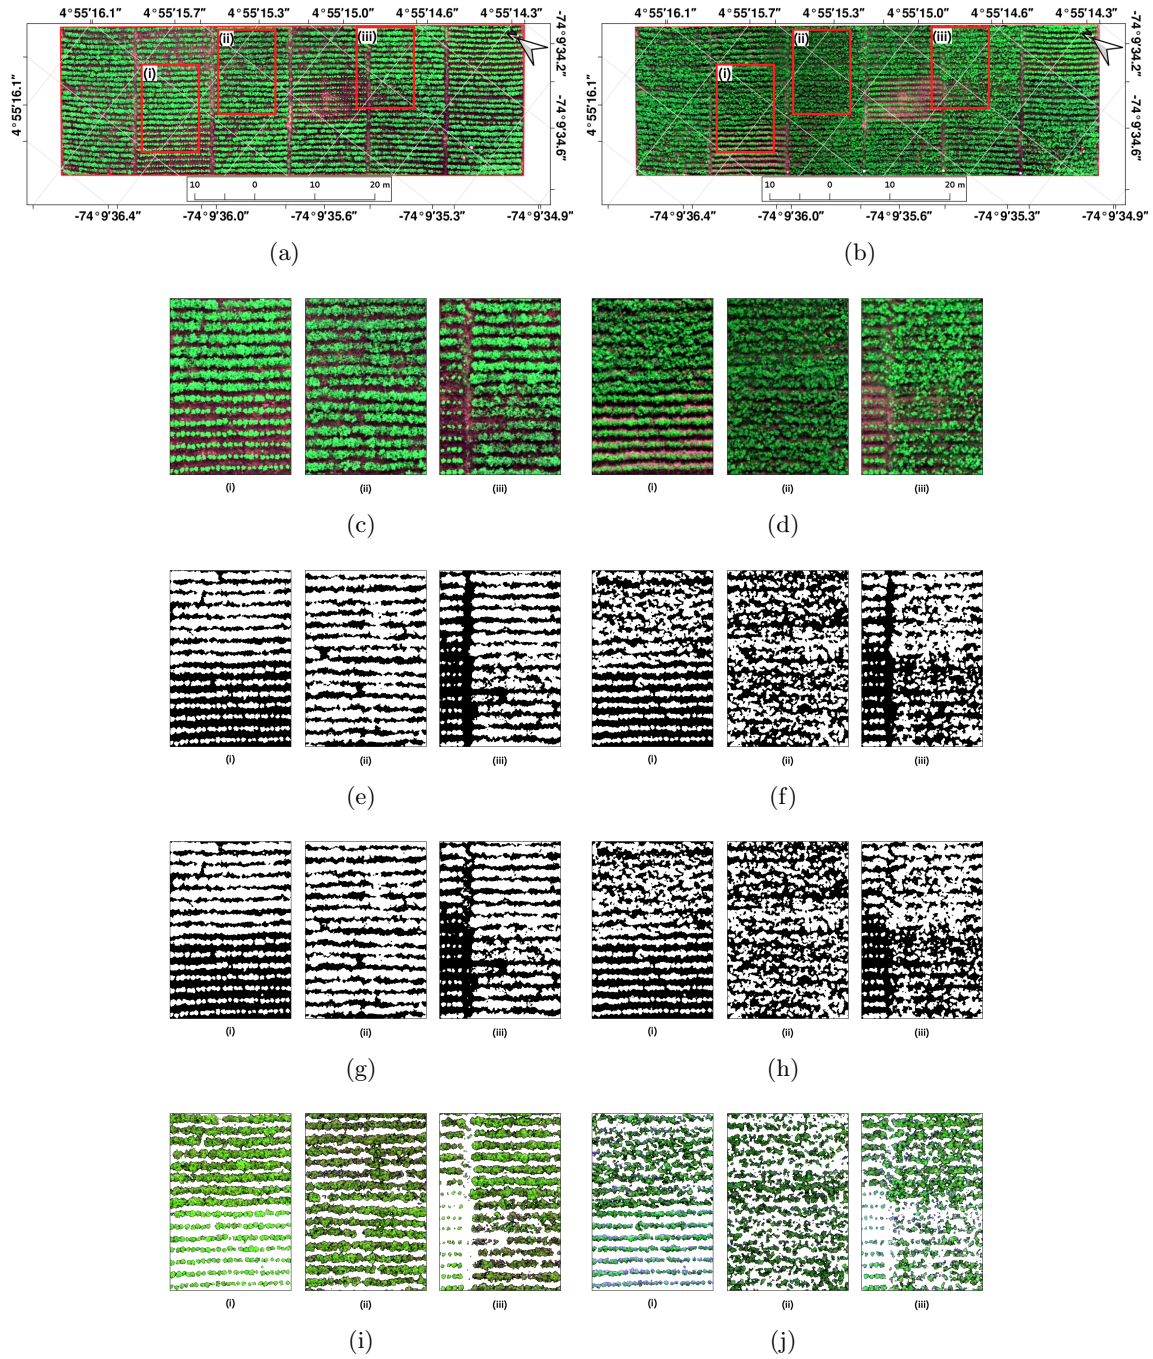 4°55'16.1" 4°55'15.7" 4°55'15.3" 4°55'15.0" 4°55'14.6" 4°55'14.3"
(i) (ii) (iii)
4°55'16.1"
-74°9'34.2"
-74°9'34.6"
10 0 10 20 m
-74°9'36.4" -74°9'36.0" -74°9'35.6" -74°9'35.3" -74°9'34.9"
(a)
4°55'16.1" 4°55'15.7" 4°55'15.3" 4°55'15.0" 4°55'14.6" 4°55'14.3"
(i) (ii) (iii)
4°55'16.1"
-74°9'34.2"
-74°9'34.6"
10 0 10 20 m
-74°9'36.4" -74°9'36.0" -74°9'35.6" -74°9'35.3" -74°9'34.9"
(b)
(i) (ii) (iii) (i) (ii) (iii)
(c) (d)
(i) (ii) (iii) (i) (ii) (iii)
(e) (f)
(i) (ii) (iii) (i) (ii) (iii)
(g) (h)
(i) (ii) (iii) (i) (ii) (iii)
(i) (j)